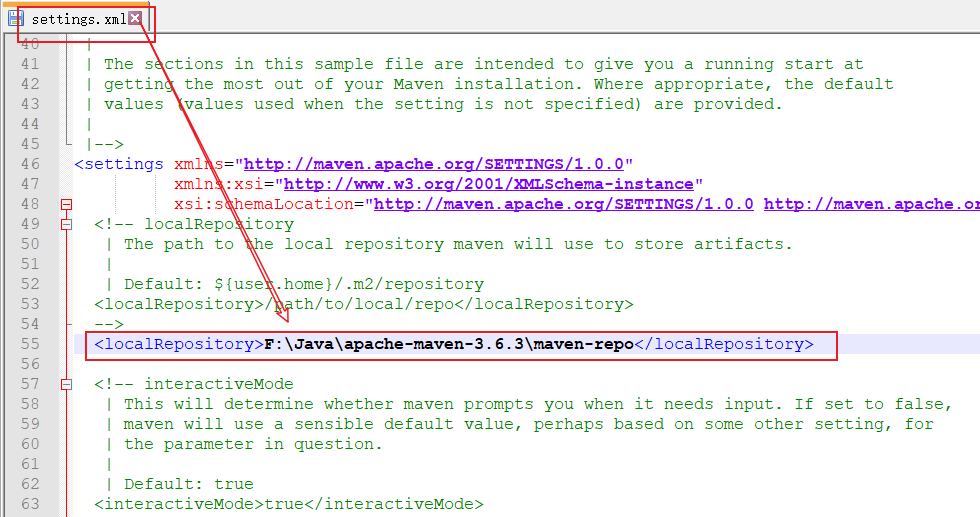 settings.xml
40 |
41 | The sections in this sample file are intended to give you a running start at
42 | getting the most out of your Maven installation. Where appropriate, the default
43 | values (values used when the setting is not specified) are provided.
44 |
45 |-->
46 <settings xmlns="http://maven.apache.org/SETTINGS/1.0.0"
47 xmlns:xsi="http://www.w3.org/2001/XMLSchema-instance"
48 xsi:schemaLocation="http://maven.apache.org/SETTINGS/1.0.0 http://maven.apache.or
49 <!-- localRepository
50 | The path to the local repository maven will use to store artifacts.
51 |
52 | Default: ${user.home}/.m2/repository
53 <localRepository>/path/to/local/repo</localRepository>
54 -->
55 <localRepository>F:\Java\apache-maven-3.6.3\maven-repo</localRepository>
56
57 <!-- interactiveMode
58 | This will determine whether maven prompts you when it needs input. If set to false,
59 | maven will use a sensible default value, perhaps based on some other setting, for
60 | the parameter in question.
61 |
62 | Default: true
63 <interactiveMode>true</interactiveMode>